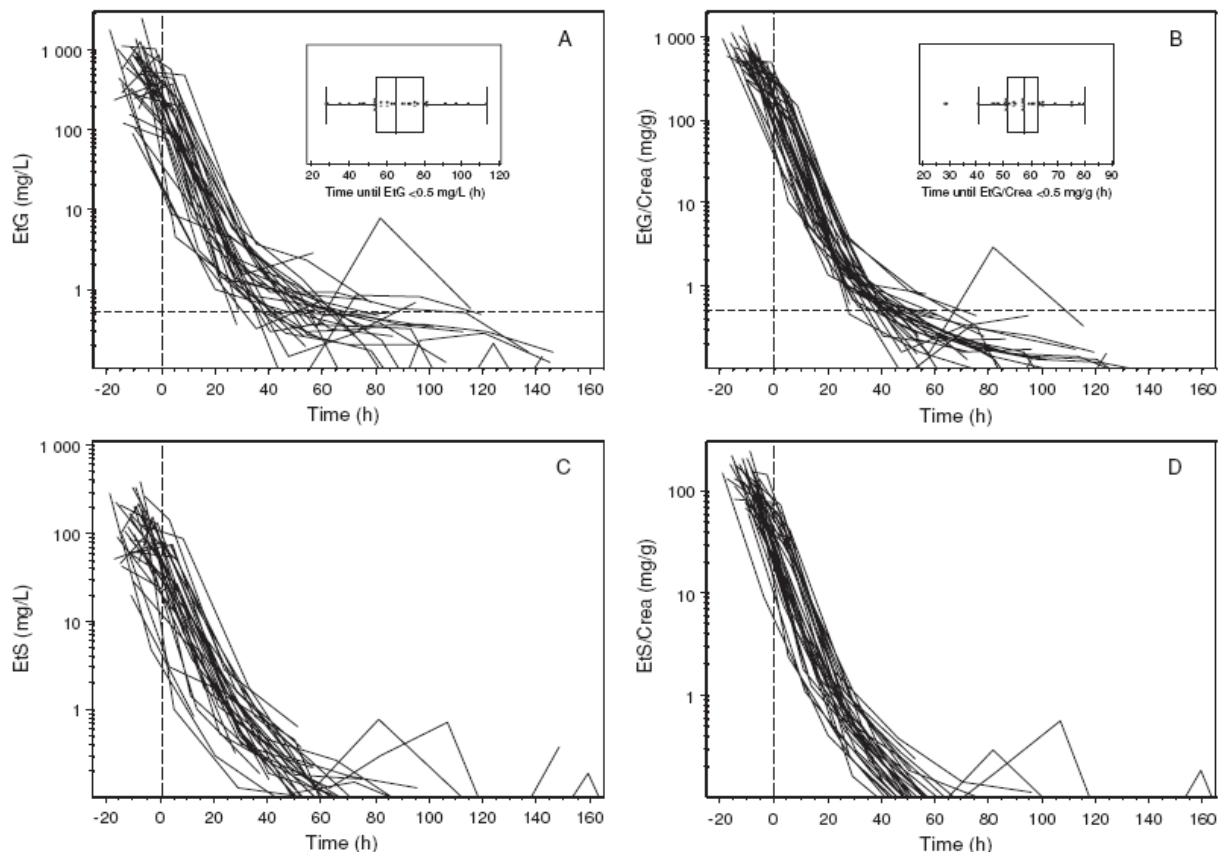 A
1 000
100
10
1
EtG (mg/L)
20 40 60 80 100 120
Time until EtG <0.5 mg/L (h)
-20 0 20 40 60 80 100 120 140 160
Time (h)
B
1 000
100
10
1
EtG/Crea (mg/g)
20 30 40 50 60 70 80 90
Time until EtG/Crea <0.5 mg/g (h)
-20 0 20 40 60 80 100 120 140 160
Time (h)
C
1 000
100
10
1
EtS (mg/L)
-20 0 20 40 60 80 100 120 140 160
Time (h)
D
100
10
1
EtS/Crea (mg/g)
-20 0 20 40 60 80 100 120 140 160
Time (h)